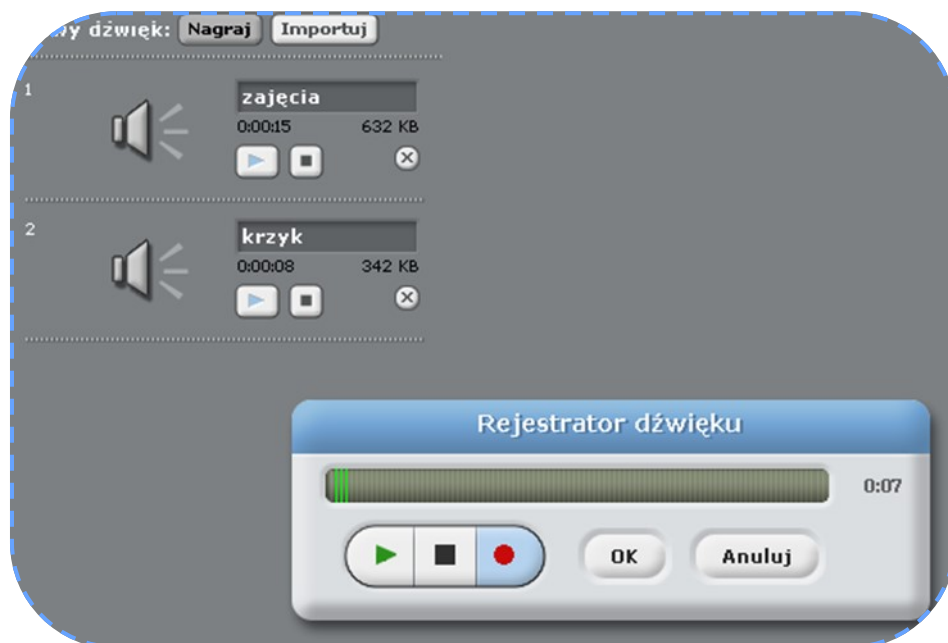 dźwięk: Nagraj Importuj
1
zajęcia
0:00:15 632 KB
2
krzyk
0:00:08 342 KB
Rejestrator dźwięku
0:07
OK Anuluj